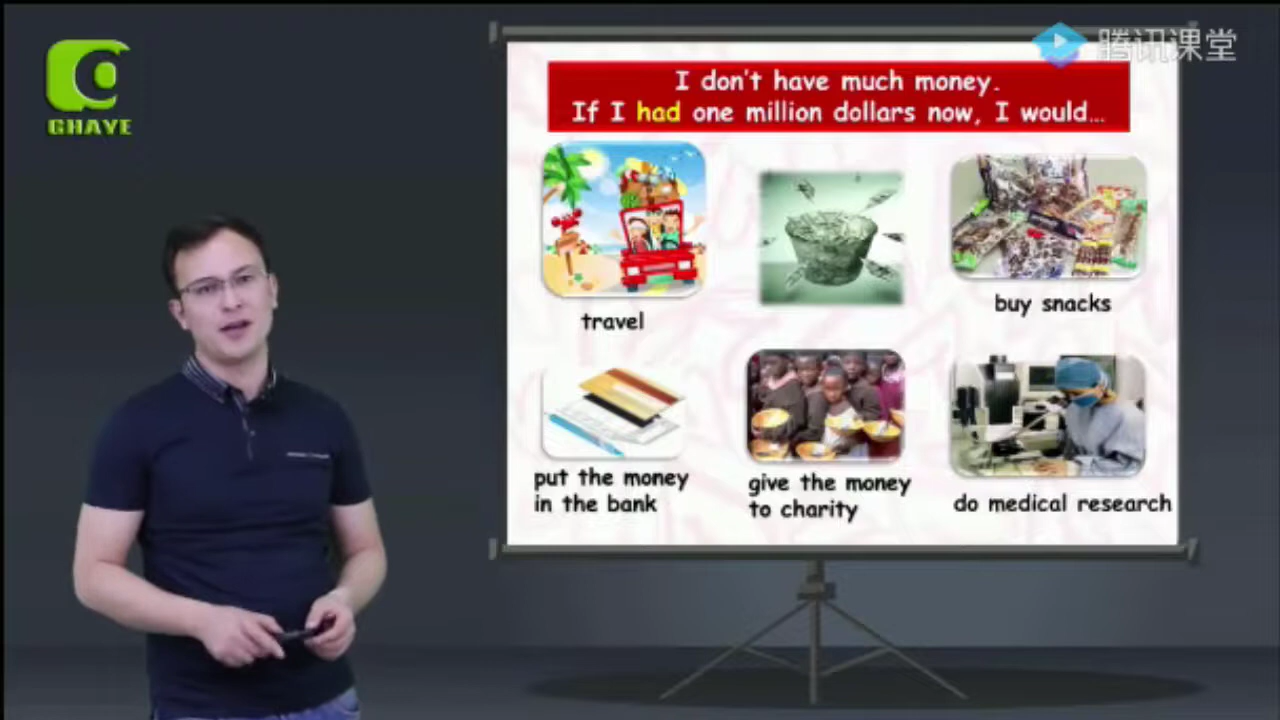 GHAVE
腾讯课堂
I don't have much money.
If I had one million dollars now, I would...
travel
buy snacks
put the money
in the bank
give the money
to charity
do medical research